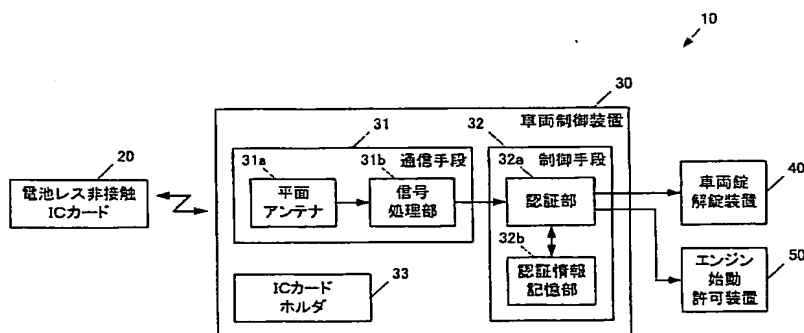 10
30
車両制御装置
31
通信手段
31a
平面
アンテナ
31b
信号
処理部
32
制御手段
32a
認証部
32b
認証情報
記憶部
20
電池レス非接触
ICカード
ICカード
ホルダ
33
車両錠
解錠装置
40
エンジン
始動
許可装置
50